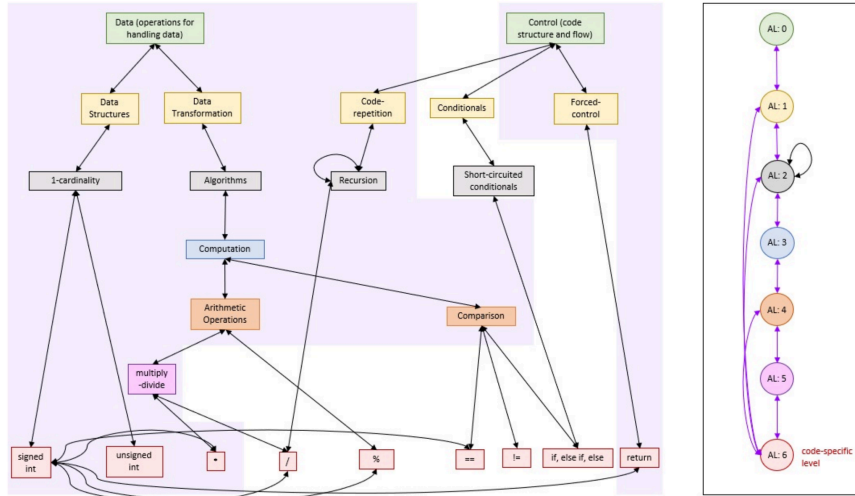 Data (operations for
handling data)
Control (code
structure and flow)
AL: 0
Data
Structures
Data
Transformation
Code-
repetition
Conditionals
Forced-
control
AL: 1
1-cardinality
Algorithms
Recursion
Short-circuited
conditionals
AL: 2
Computation
AL: 3
Arithmetic
Operations
Comparison
AL: 4
multiply
-divide
AL: 5
signed
int
unsigned
int
*
/
%
==
!=
if, else if, else
return
AL: 6
code-specific
level